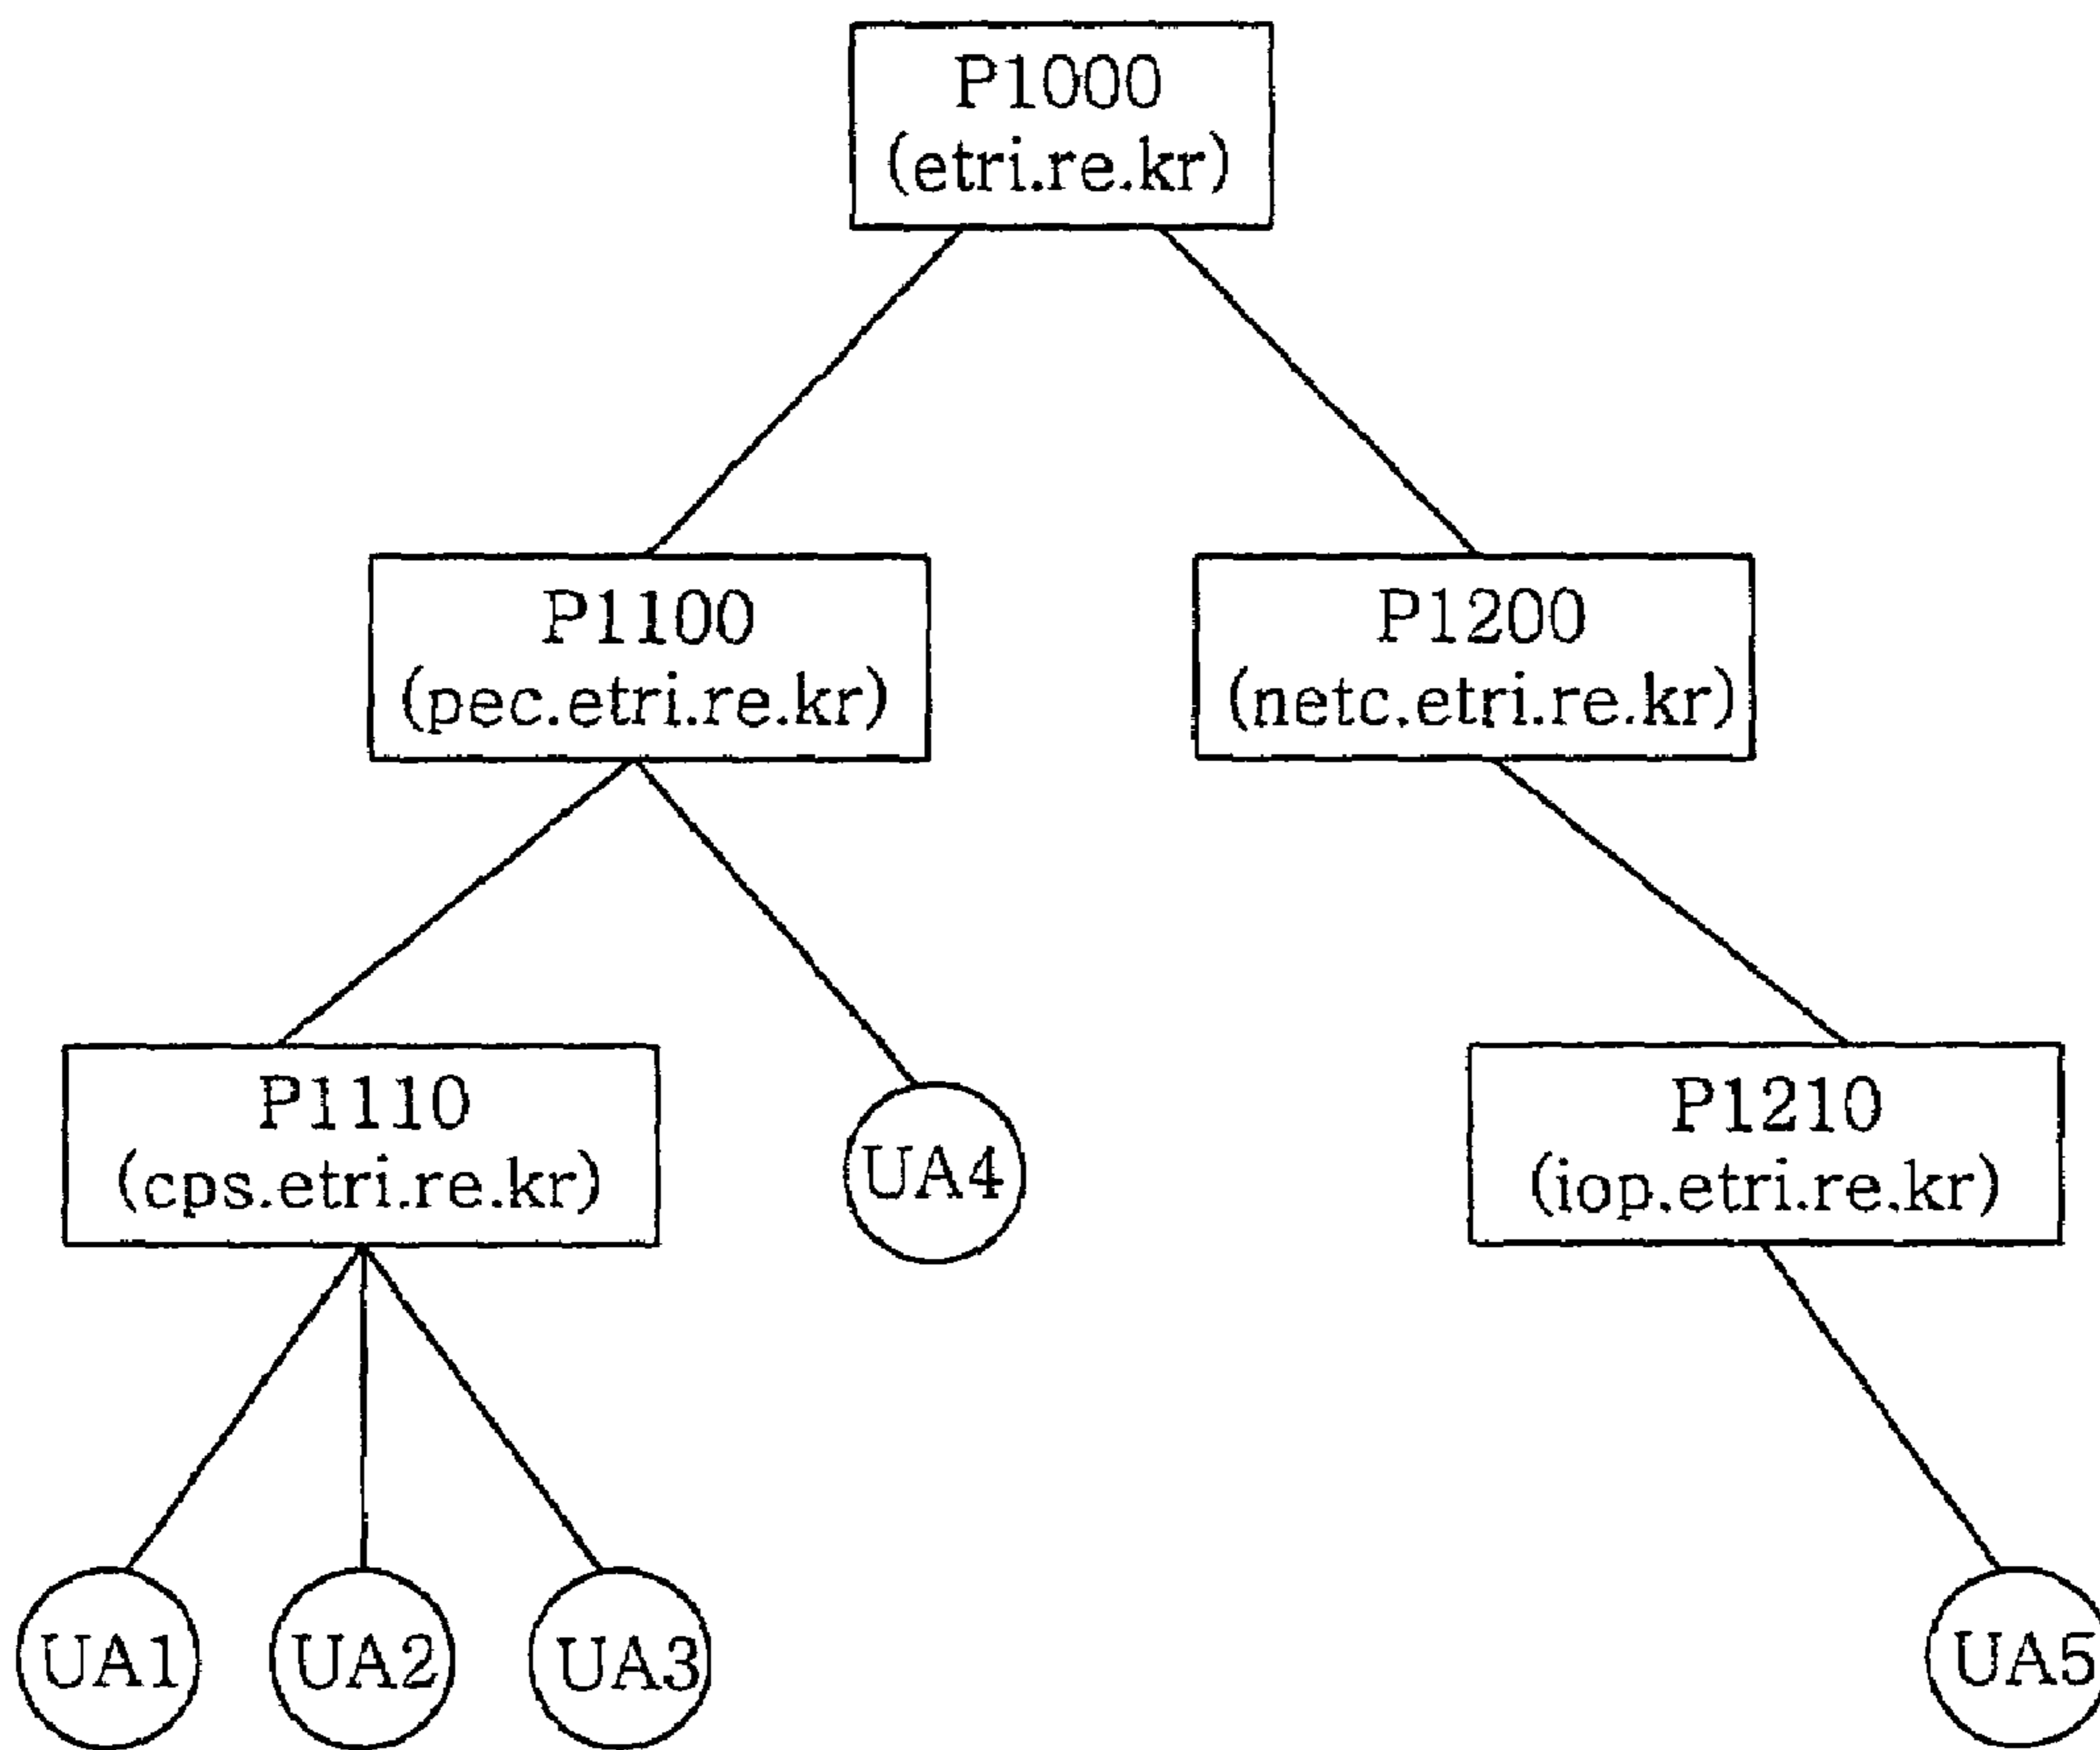 P1000
(etri.re.kr)
P1100
(pec.etri.re.kr)
P1200
(netc.etri.re.kr)
P1110
(cps.etri.re.kr)
UA4
P1210
(iop.etri.re.kr)
UA1
UA2
UA3
UA5